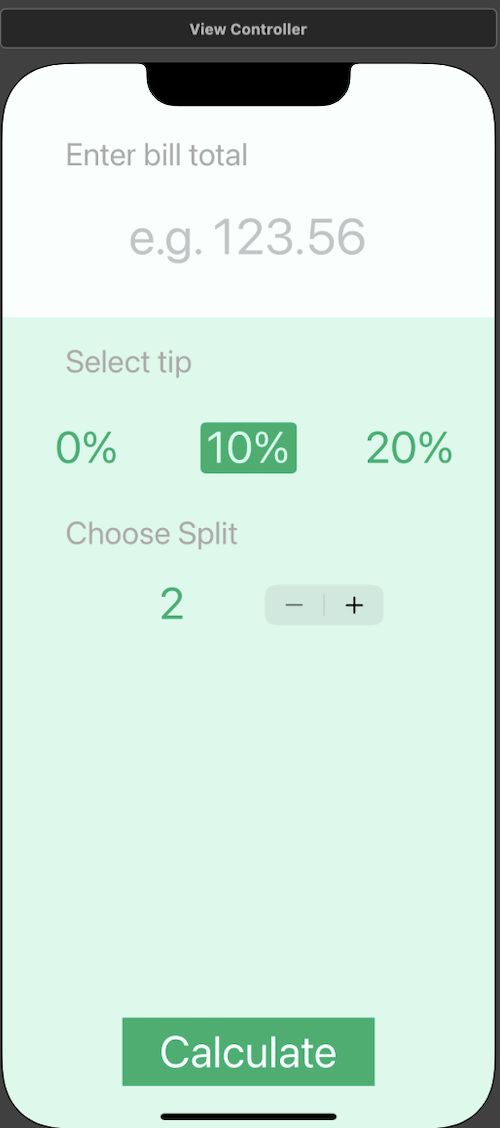 View Controller
Enter bill total
e.g. 123.56
Select tip
0% 10% 20%
Choose Split
2 − +
Calculate